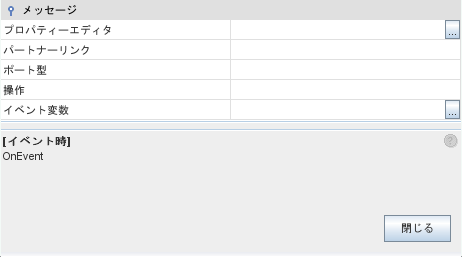 メッセージ
プロパティーエディタ
...
パートナーリンク
ポート型
操作
イベント変数
...
[イベント時]
?
OnEvent
閉じる